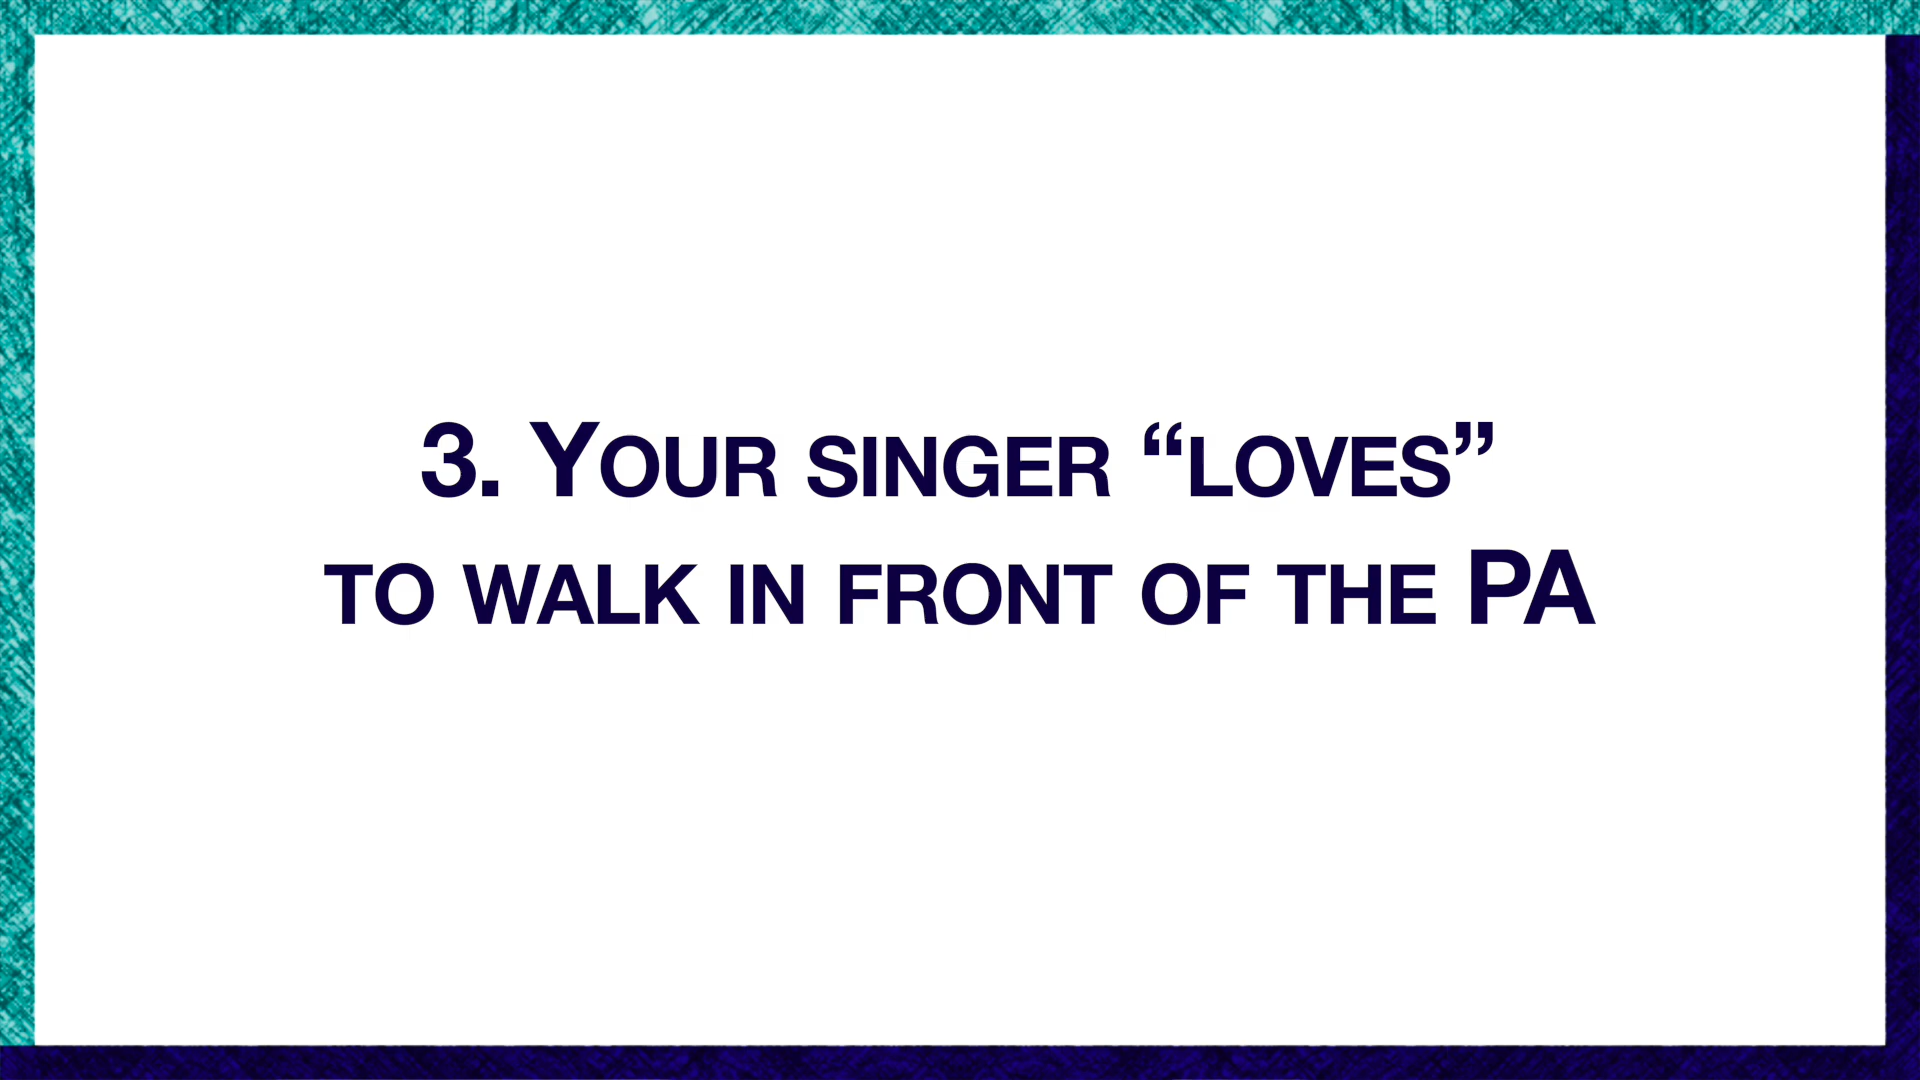 3. Your singer “loves”
to walk in front of the PA